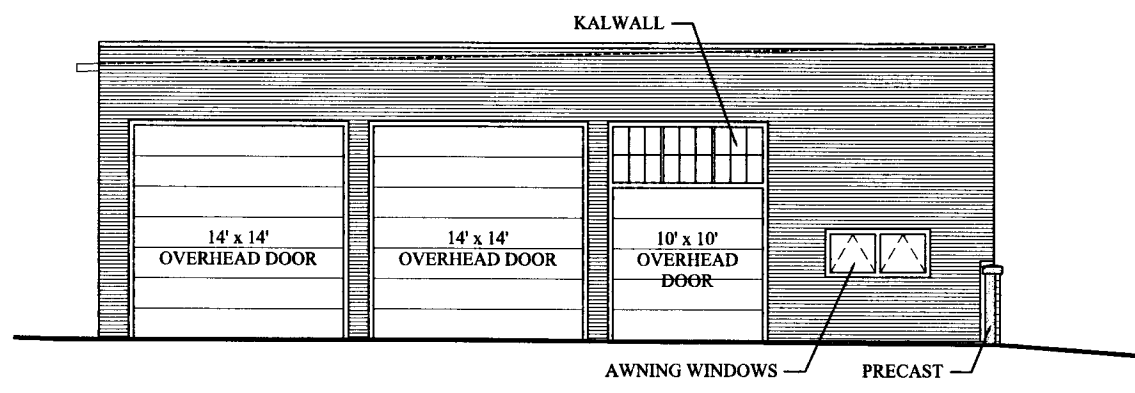 KALWALL
14' x 14'
OVERHEAD DOOR
14' x 14'
OVERHEAD DOOR
10' x 10'
OVERHEAD
DOOR
AWNING WINDOWS
PRECAST